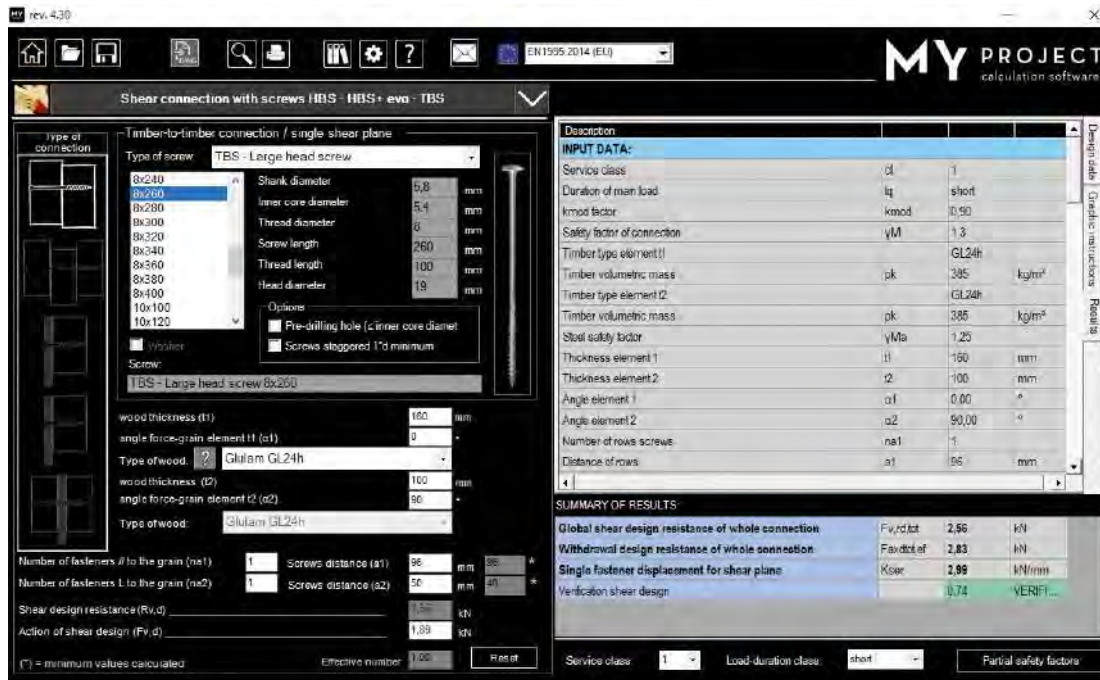 rev. 4.30
EN1995:2014 (EU)
MY PROJECT
calculation software
Shear connection with screws HBS - HBS+ evo - TBS
Type of
connection
Timber-to-timber connection / single shear plane
Type of screw: TBS - Large head screw
8x240
8x260
8x280
8x300
8x320
8x340
8x360
8x380
8x400
10x100
10x120
Shank diameter 5,8 mm
Inner core diameter 5,4 mm
Thread diameter 8 mm
Screw length 260 mm
Thread length 100 mm
Head diameter 19 mm
Options
Pre-drilling hole (≤ inner core diamet
Screws staggered 1*d minimum
Washer
Screw:
TBS - Large head screw 8x260
wood thickness (t1) 160 mm
angle force-grain element t1 (α1) 0 °
Type of wood: ? Glulam GL24h
wood thickness (t2) 100 mm
angle force-grain element t2 (α2) 90 °
Type of wood: Glulam GL24h
Number of fasteners // to the grain (na1) 1 Screws distance (a1) 96 mm 96 *
Number of fasteners L to the grain (na2) 1 Screws distance (a2) 50 mm 40 *
Shear design resistance (Rv,d) kN
Action of shear design (Fv,d) 1,89 kN
(*) = minimum values calculated Effective number 1,00 Reset
Description
INPUT DATA:
Service class cl 1
Duration of main load lq short
kmod factor kmod 0,90
Safety factor of connection γM 1,3
Timber type element t1 GL24h
Timber volumetric mass ρk 385 kg/m³
Timber type element t2 GL24h
Timber volumetric mass ρk 385 kg/m³
Steel safety factor γMa 1,25
Thickness element 1 t1 160 mm
Thickness element 2 t2 100 mm
Angle element 1 α1 0,00 °
Angle element 2 α2 90,00 °
Number of rows screws na1 1
Distance of rows a1 96 mm
Design data
Graphic instructions
Results
SUMMARY OF RESULTS
Global shear design resistance of whole connection Fv,rd,tot 2,56 kN
Withdrawal design resistance of whole connection Faxdtot,ef 2,83 kN
Single fastener displacement for shear plane Kser 2,99 kN/mm
Verification shear design 0,74 VERIFI...
Service class: 1 Load-duration class: short Partial safety factors